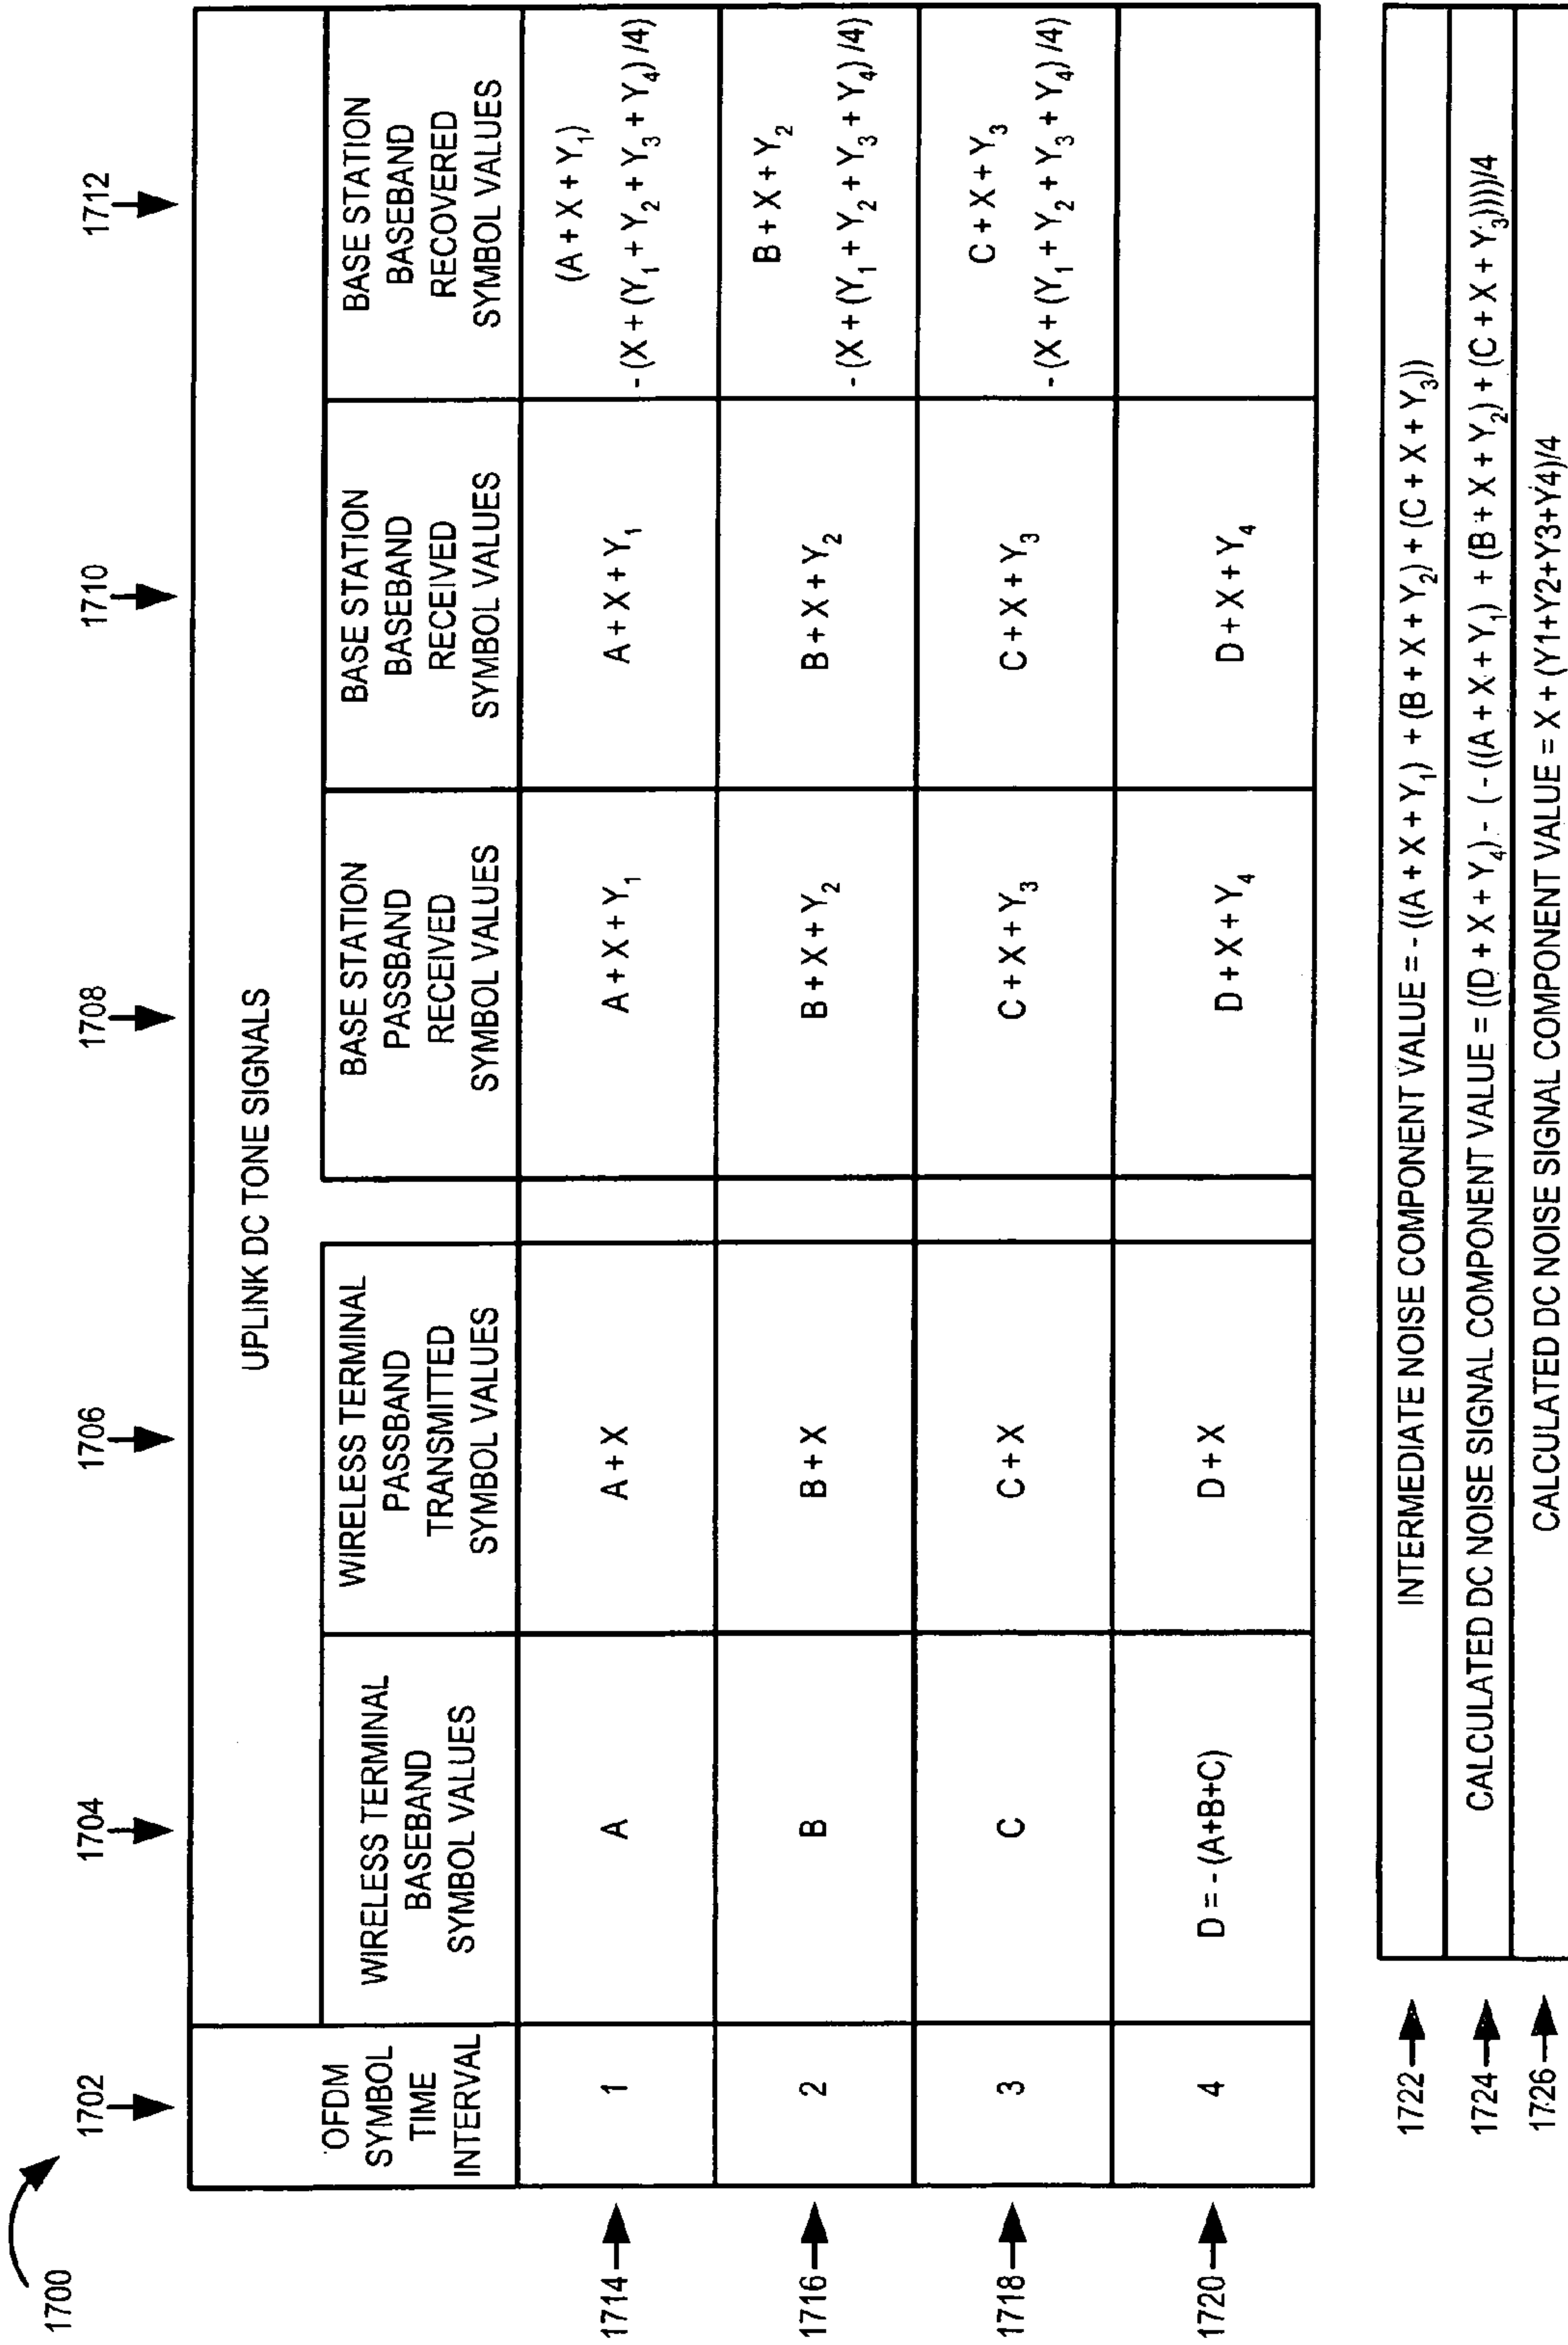 1700
1702
1704
1706
1708
1710
1712
UPLINK DC TONE SIGNALS
OFDM
SYMBOL
TIME
INTERVAL
WIRELESS TERMINAL
BASEBAND
SYMBOL VALUES
WIRELESS TERMINAL
PASSBAND
TRANSMITTED
SYMBOL VALUES
BASE STATION
PASSBAND
RECEIVED
SYMBOL VALUES
BASE STATION
BASEBAND
RECEIVED
SYMBOL VALUES
BASE STATION
BASEBAND
RECOVERED
SYMBOL VALUES
1714
1
A
A + X
A + X + Y₁
A + X + Y₁
(A + X + Y₁)
- (X + (Y₁ + Y₂ + Y₃ + Y₄) /4)
1716
2
B
B + X
B + X + Y₂
B + X + Y₂
B + X + Y₂
- (X + (Y₁ + Y₂ + Y₃ + Y₄) /4)
1718
3
C
C + X
C + X + Y₃
C + X + Y₃
C + X + Y₃
- (X + (Y₁ + Y₂ + Y₃ + Y₄) /4)
1720
4
D = - (A+B+C)
D + X
D + X + Y₄
D + X + Y₄
1722
INTERMEDIATE NOISE COMPONENT VALUE = - ((A + X + Y₁) + (B + X + Y₂) + (C + X + Y₃))
1724
CALCULATED DC NOISE SIGNAL COMPONENT VALUE = ((D + X + Y₄) - ( - ((A + X + Y₁) + (B + X + Y₂) + (C + X + Y₃))))/4
1726
CALCULATED DC NOISE SIGNAL COMPONENT VALUE = X + (Y1+Y2+Y3+Y4)/4